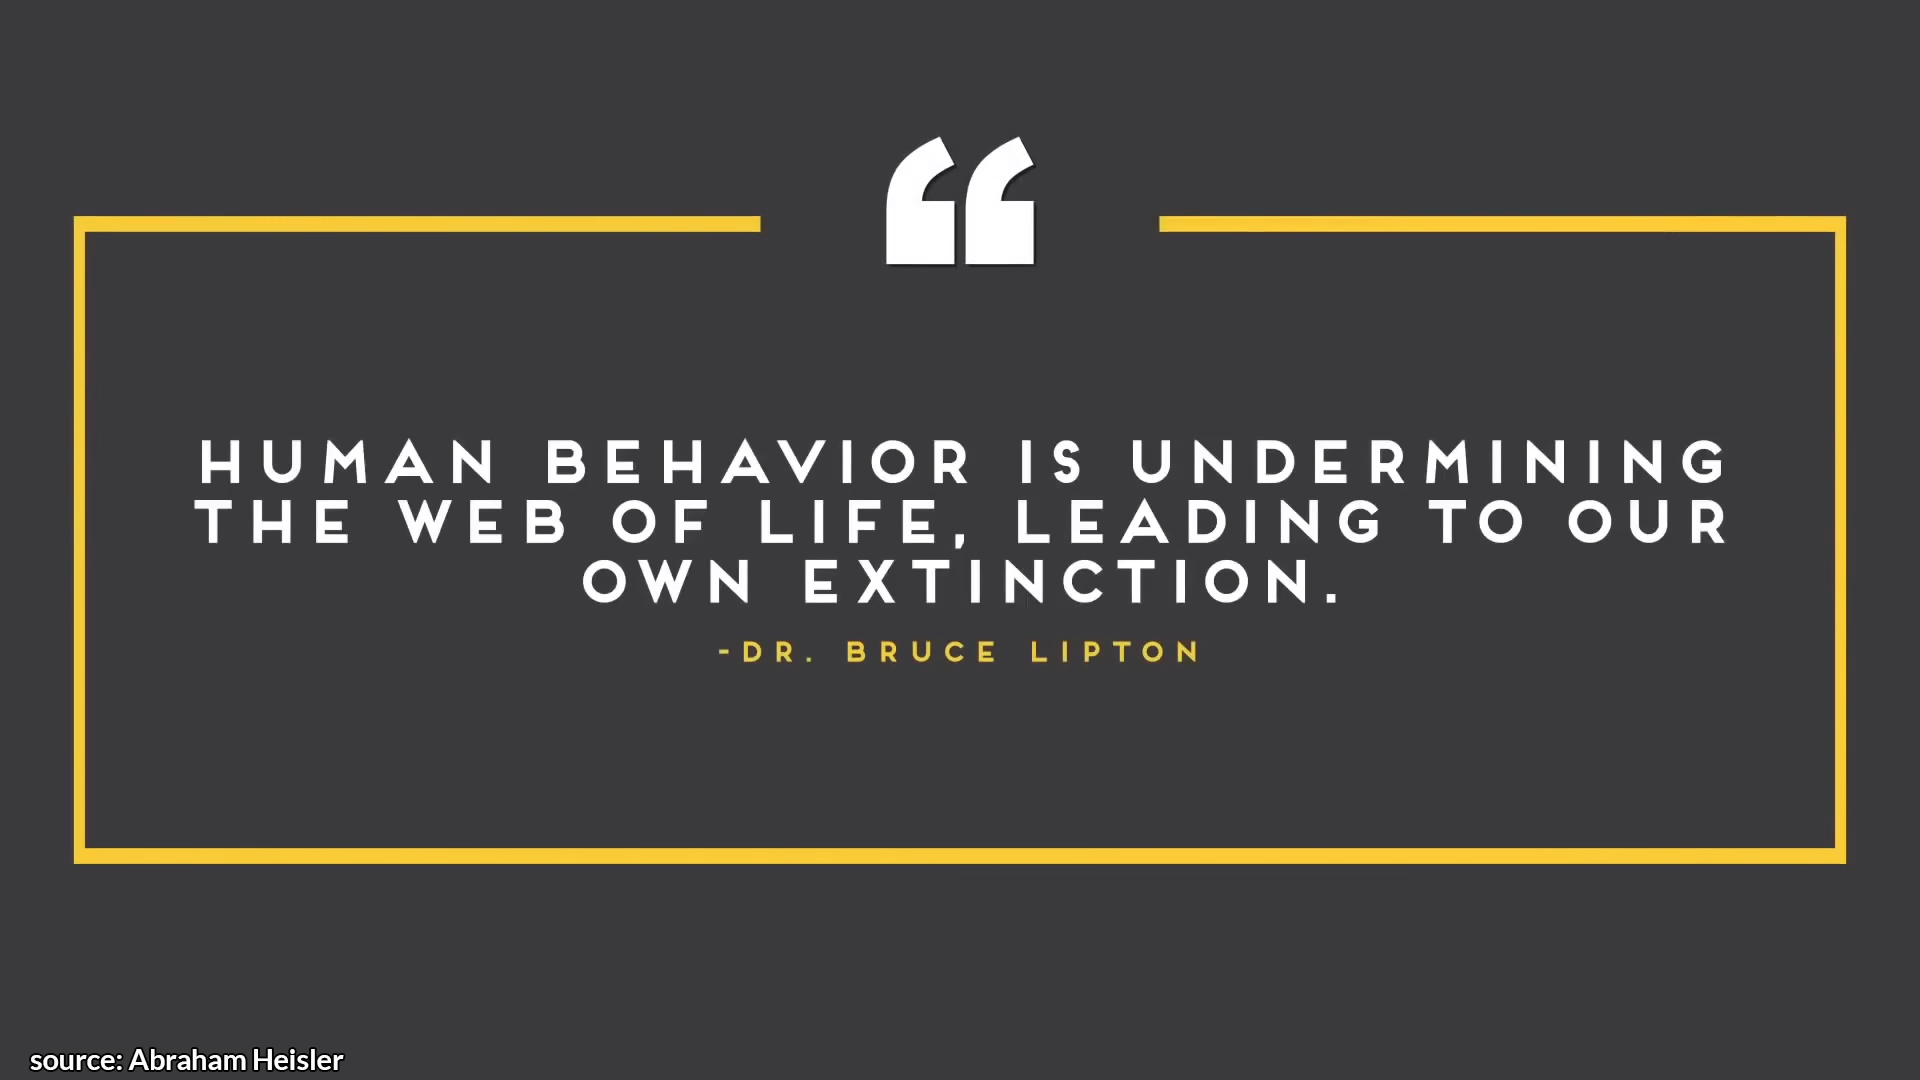 “
HUMAN BEHAVIOR IS UNDERMINING
THE WEB OF LIFE, LEADING TO OUR
OWN EXTINCTION.
-DR. BRUCE LIPTON
source: Abraham Heisler